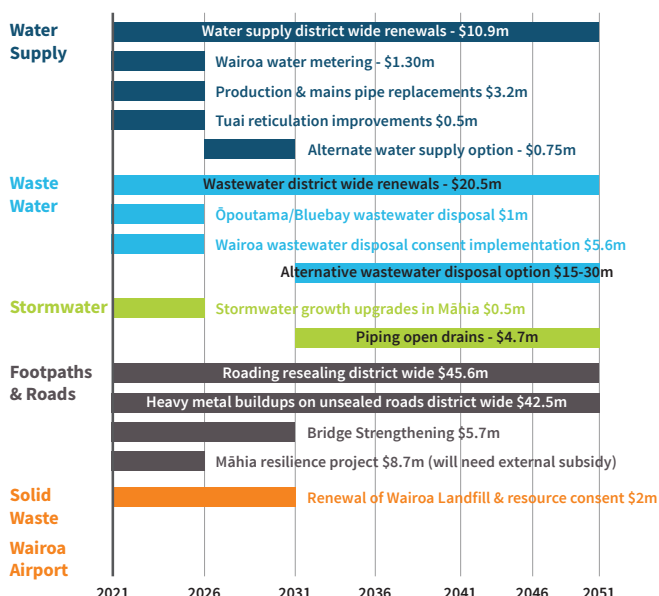 Water
Supply
Water supply district wide renewals - $10.9m
Wairoa water metering - $1.30m
Production & mains pipe replacements $3.2m
Tuai reticulation improvements $0.5m
Alternate water supply option - $0.75m
Waste
Water
Wastewater district wide renewals - $20.5m
Ōpoutama/Bluebay wastewater disposal $1m
Wairoa wastewater disposal consent implementation $5.6m
Alternative wastewater disposal option $15-30m
Stormwater
Stormwater growth upgrades in Māhia $0.5m
Piping open drains - $4.7m
Footpaths
& Roads
Roading resealing district wide $45.6m
Heavy metal buildups on unsealed roads district wide $42.5m
Bridge Strengthening $5.7m
Māhia resilience project $8.7m (will need external subsidy)
Solid
Waste
Renewal of Wairoa Landfill & resource consent $2m
Wairoa
Airport
2021 2026 2031 2036 2041 2046 2051